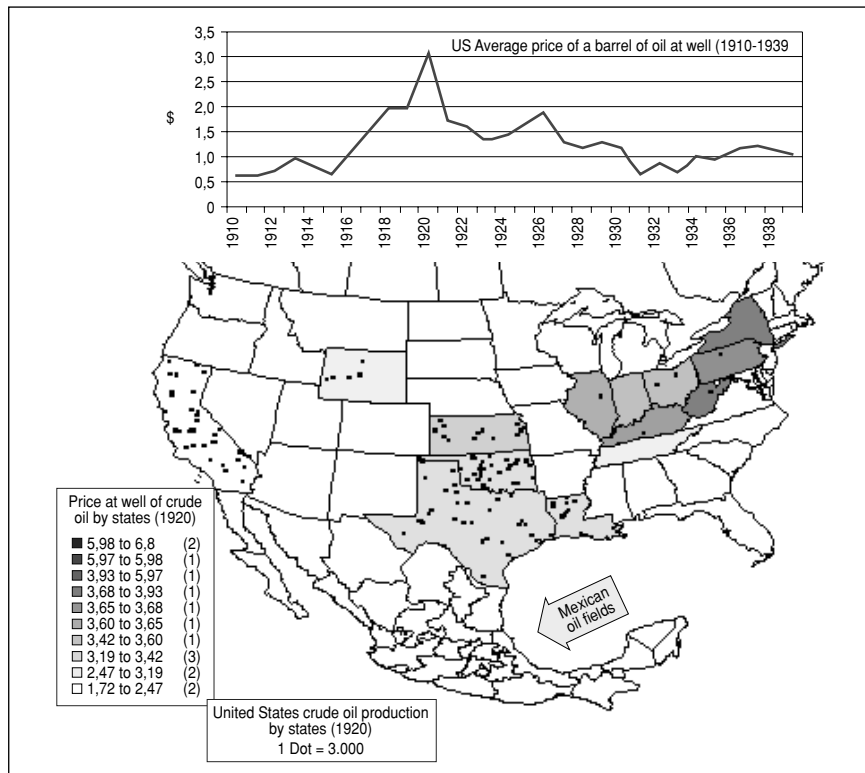 US Average price of a barrel of oil at well (1910-1939
3,5
3,0
2,5
2,0
1,5
1,0
0,5
0
$
1910
1912
1914
1916
1918
1920
1922
1924
1926
1928
1930
1932
1934
1936
1938
Price at well of crude
oil by states (1920)
5,98 to 6,8 (2)
5,97 to 5,98 (1)
3,93 to 5,97 (1)
3,68 to 3,93 (1)
3,65 to 3,68 (1)
3,60 to 3,65 (1)
3,42 to 3,60 (1)
3,19 to 3,42 (3)
2,47 to 3,19 (2)
1,72 to 2,47 (2)
Mexican
oil fields
United States crude oil production
by states (1920)
1 Dot = 3.000